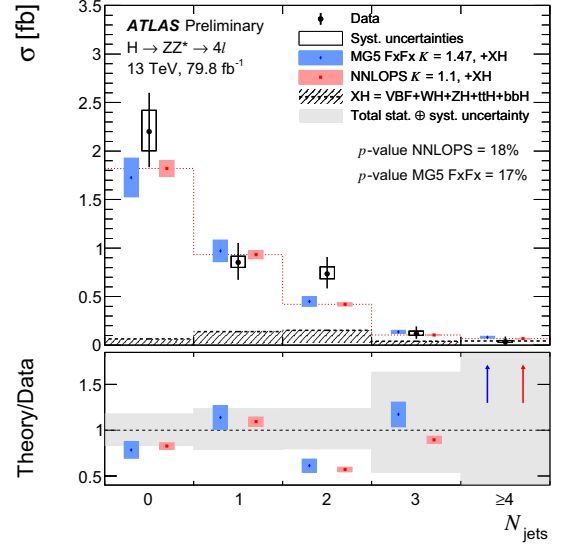 σ [fb]
ATLAS Preliminary
H → ZZ* → 4l
13 TeV, 79.8 fb⁻¹
Data
Syst. uncertainties
MG5 FxFx K = 1.47, +XH
NNLOPS K = 1.1, +XH
XH = VBF+WH+ZH+ttH+bbH
Total stat. ⊕ syst. uncertainty
p-value NNLOPS = 18%
p-value MG5 FxFx = 17%
3.5
3
2.5
2
1.5
1
0.5
0
Theory/Data
1.5
1
0.5
0 1 2 3 ≥4
N_jets